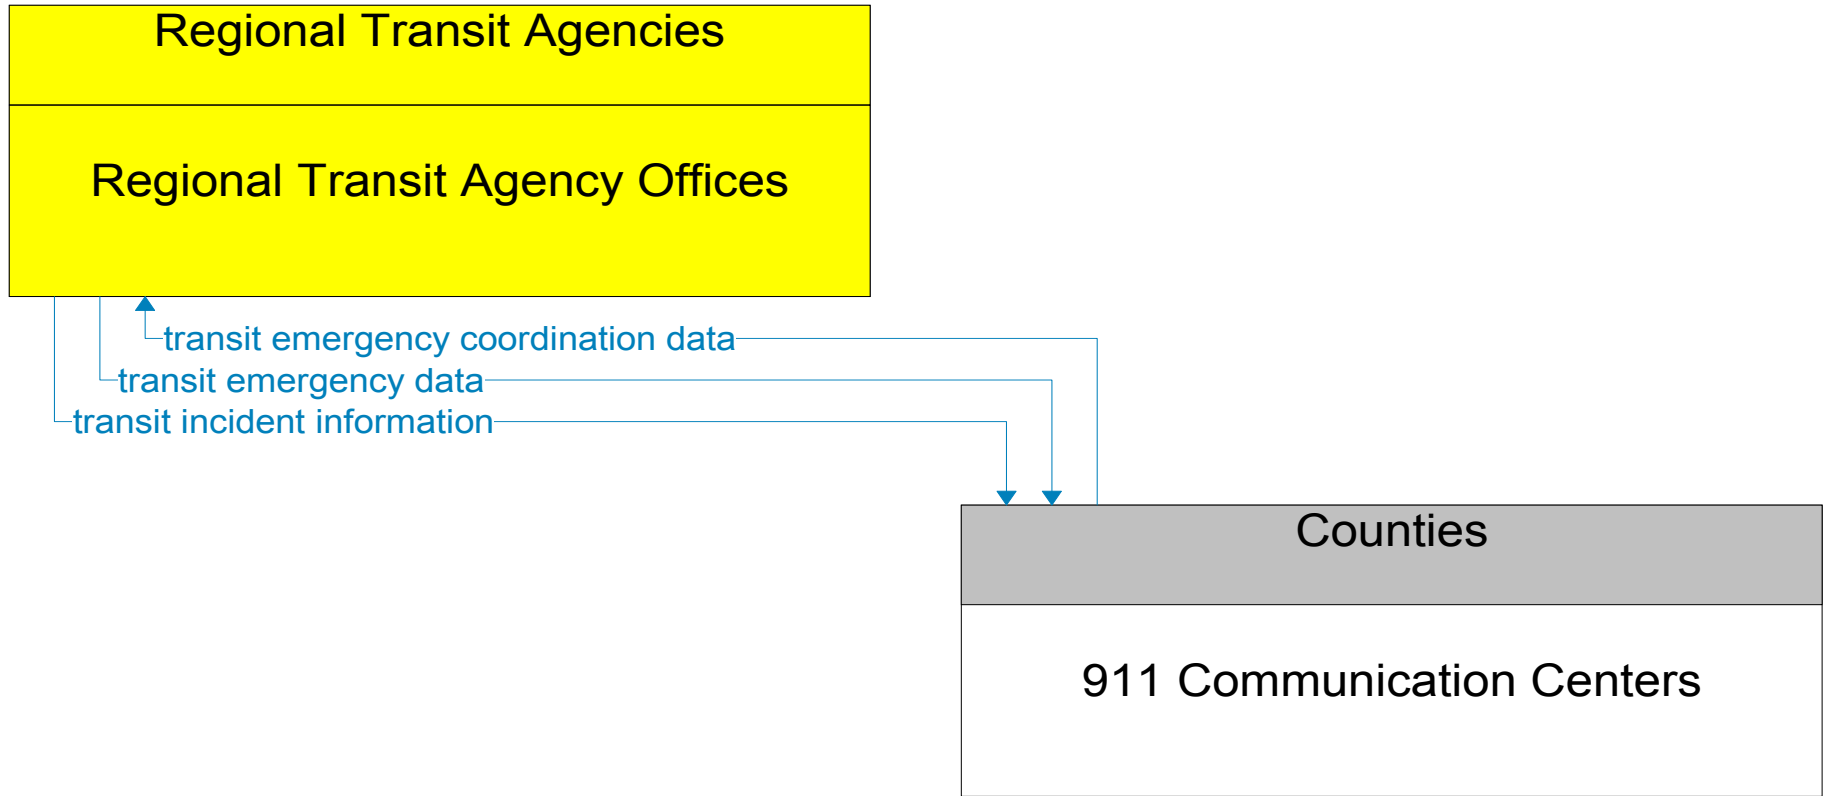 Regional Transit Agencies
Regional Transit Agency Offices
transit emergency coordination data
transit emergency data
transit incident information
Counties
911 Communication Centers